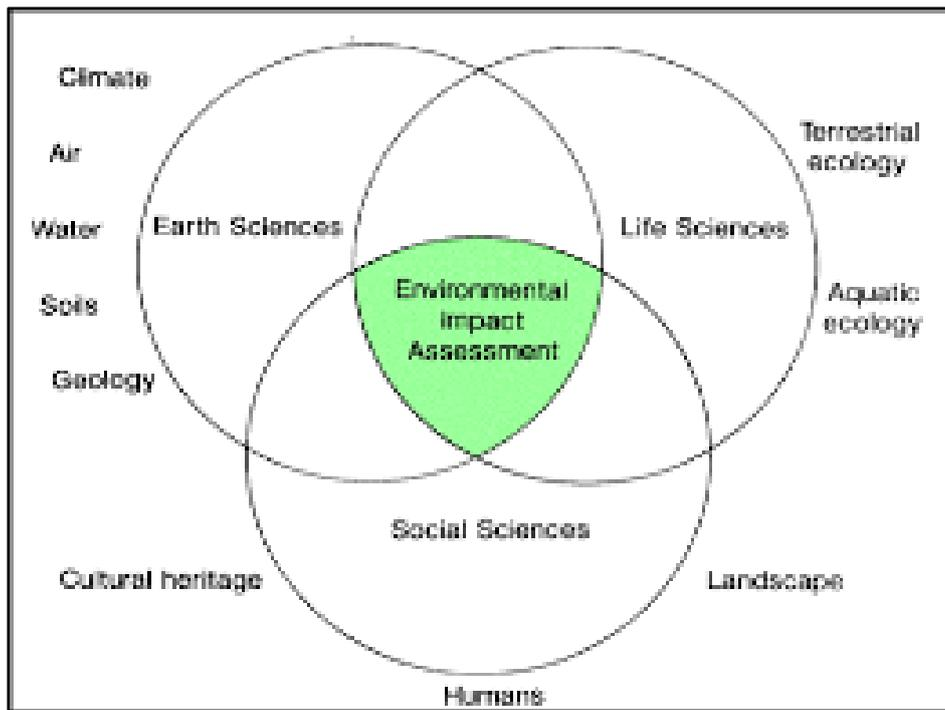 Climate
Air
Water
Soils
Geology
Earth Sciences
Life Sciences
Terrestrial
ecology
Aquatic
ecology
Environmental
Impact
Assessment
Social Sciences
Cultural heritage
Landscape
Humans